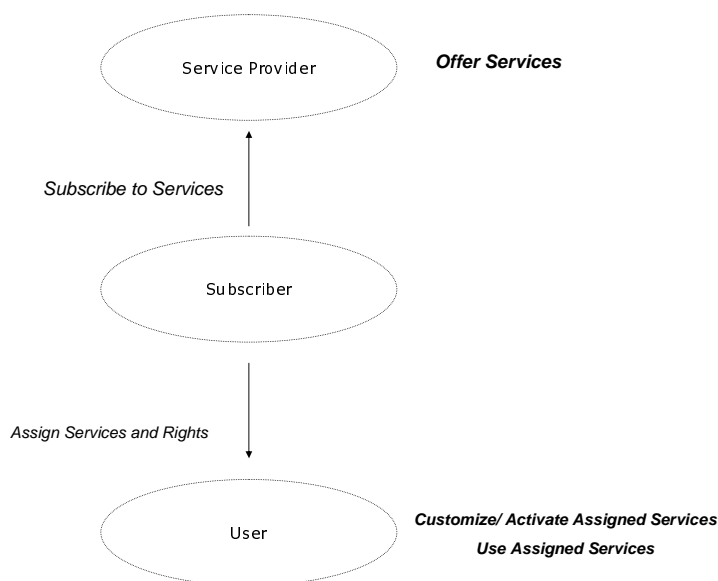 Service Provider
Offer Services
Subscribe to Services
Subscriber
Assign Services and Rights
User
Customize/ Activate Assigned Services
Use Assigned Services